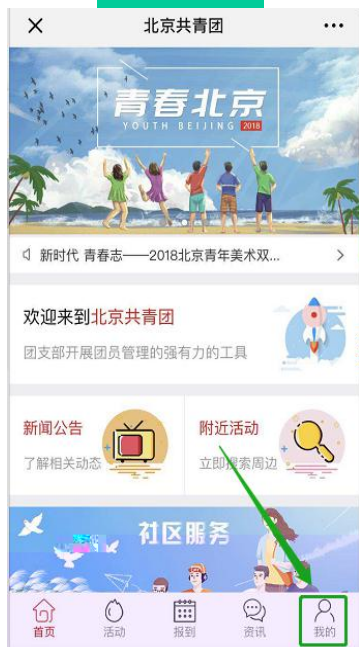 北京共青团
青春北京
YOUTH BEIJING 2018
新时代 青春志——2018北京青年美术双...
欢迎来到北京共青团
团支部开展团员管理的强有力的工具
新闻公告
了解相关动态
附近活动
立即搜索周边
社区服务
首页
活动
报到
资讯
我的